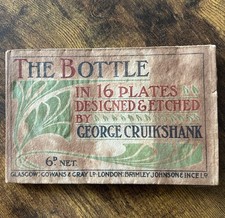 THE BOTTLE
IN 16 PLATES
DESIGNED & ETCHED
BY
GEORGE CRUIKSHANK
6D NET.
GLASGOW: GOWANS & GRAY LD LONDON: BRIMLEY JOHNSON & INCE LD